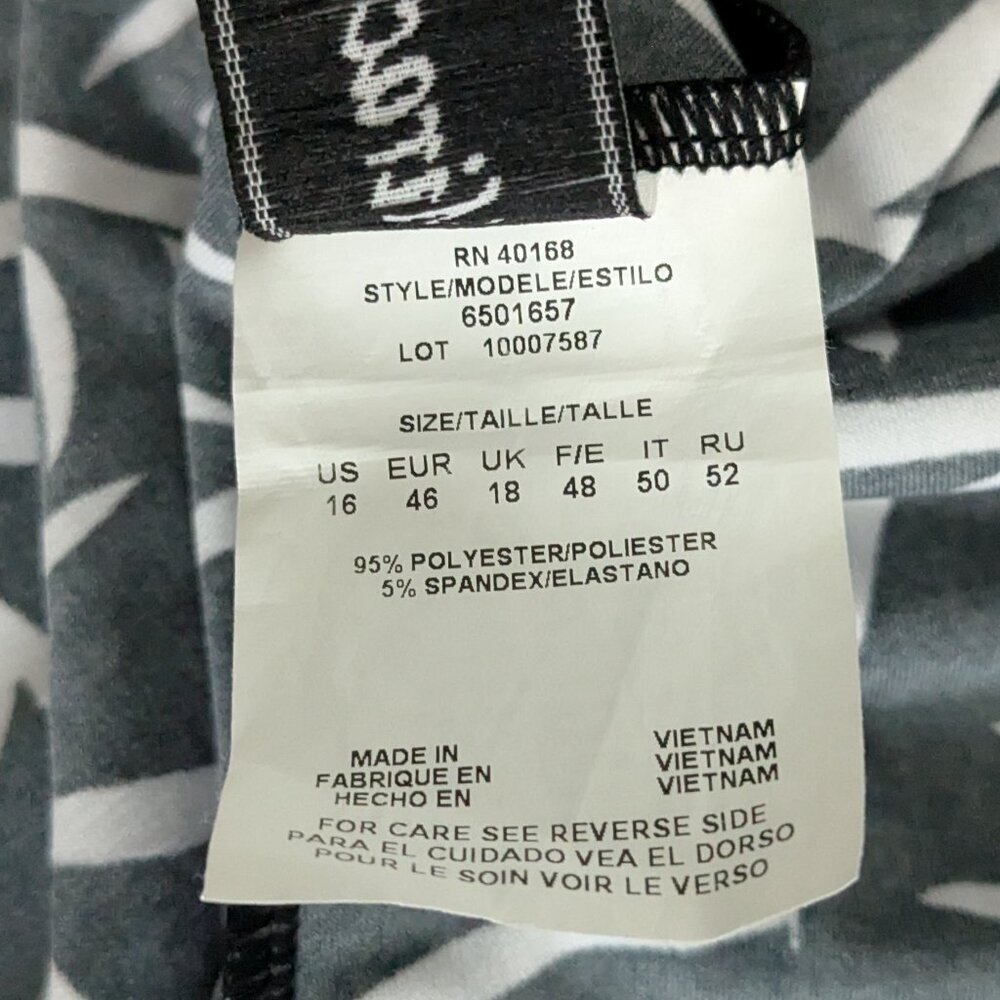 RN 40168
STYLE/MODELE/ESTILO
6501657
LOT 10007587
SIZE/TAILLE/TALLE
US EUR UK F/E IT RU
16 46 18 48 50 52
95% POLYESTER/POLIESTER
5% SPANDEX/ELASTANO
MADE IN VIETNAM
FABRIQUE EN VIETNAM
HECHO EN VIETNAM
FOR CARE SEE REVERSE SIDE
PARA EL CUIDADO VEA EL DORSO
POUR LE SOIN VOIR LE VERSO